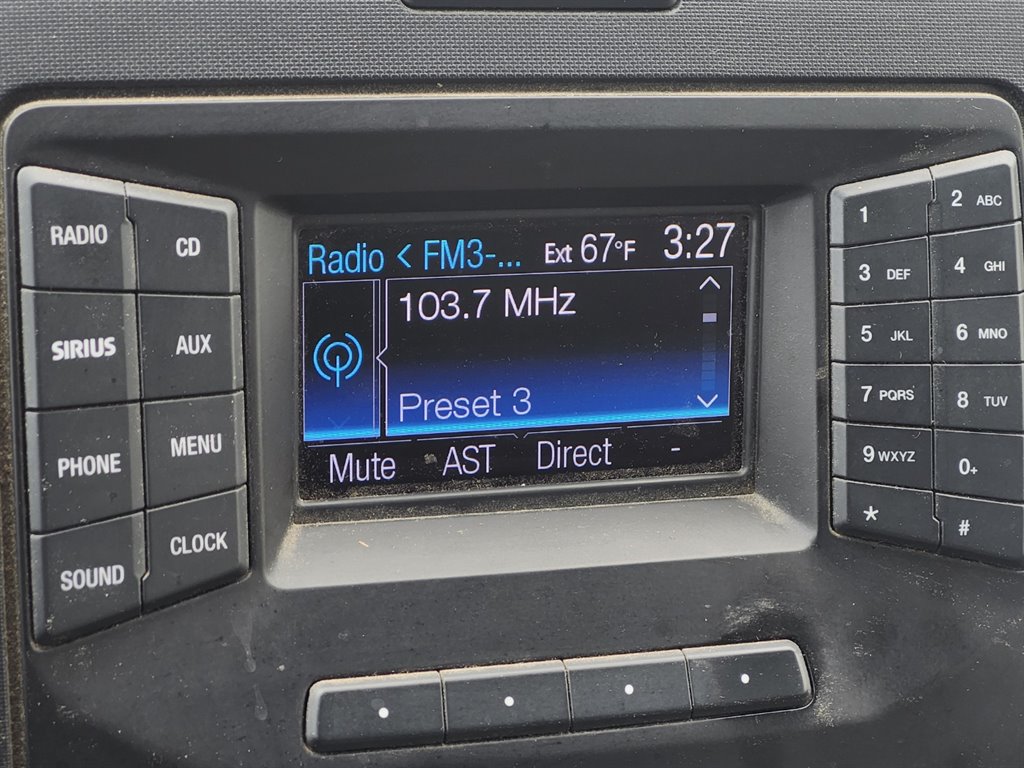 RADIO
CD
SIRIUS
AUX
PHONE
MENU
SOUND
CLOCK
Radio < FM3-... Ext 67°F 3:27
103.7 MHz
Preset 3
Mute AST Direct -
1
2 ABC
3 DEF
4 GHI
5 JKL
6 MNO
7 PQRS
8 TUV
9 WXYZ
0+
*
#